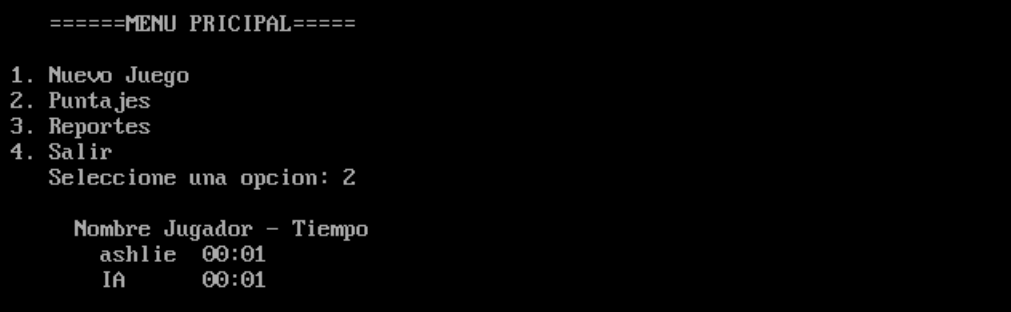 ======MENU PRICIPAL=====
1. Nuevo Juego
2. Puntajes
3. Reportes
4. Salir
Seleccione una opcion: 2
Nombre Jugador - Tiempo
ashlie 00:01
IA 00:01